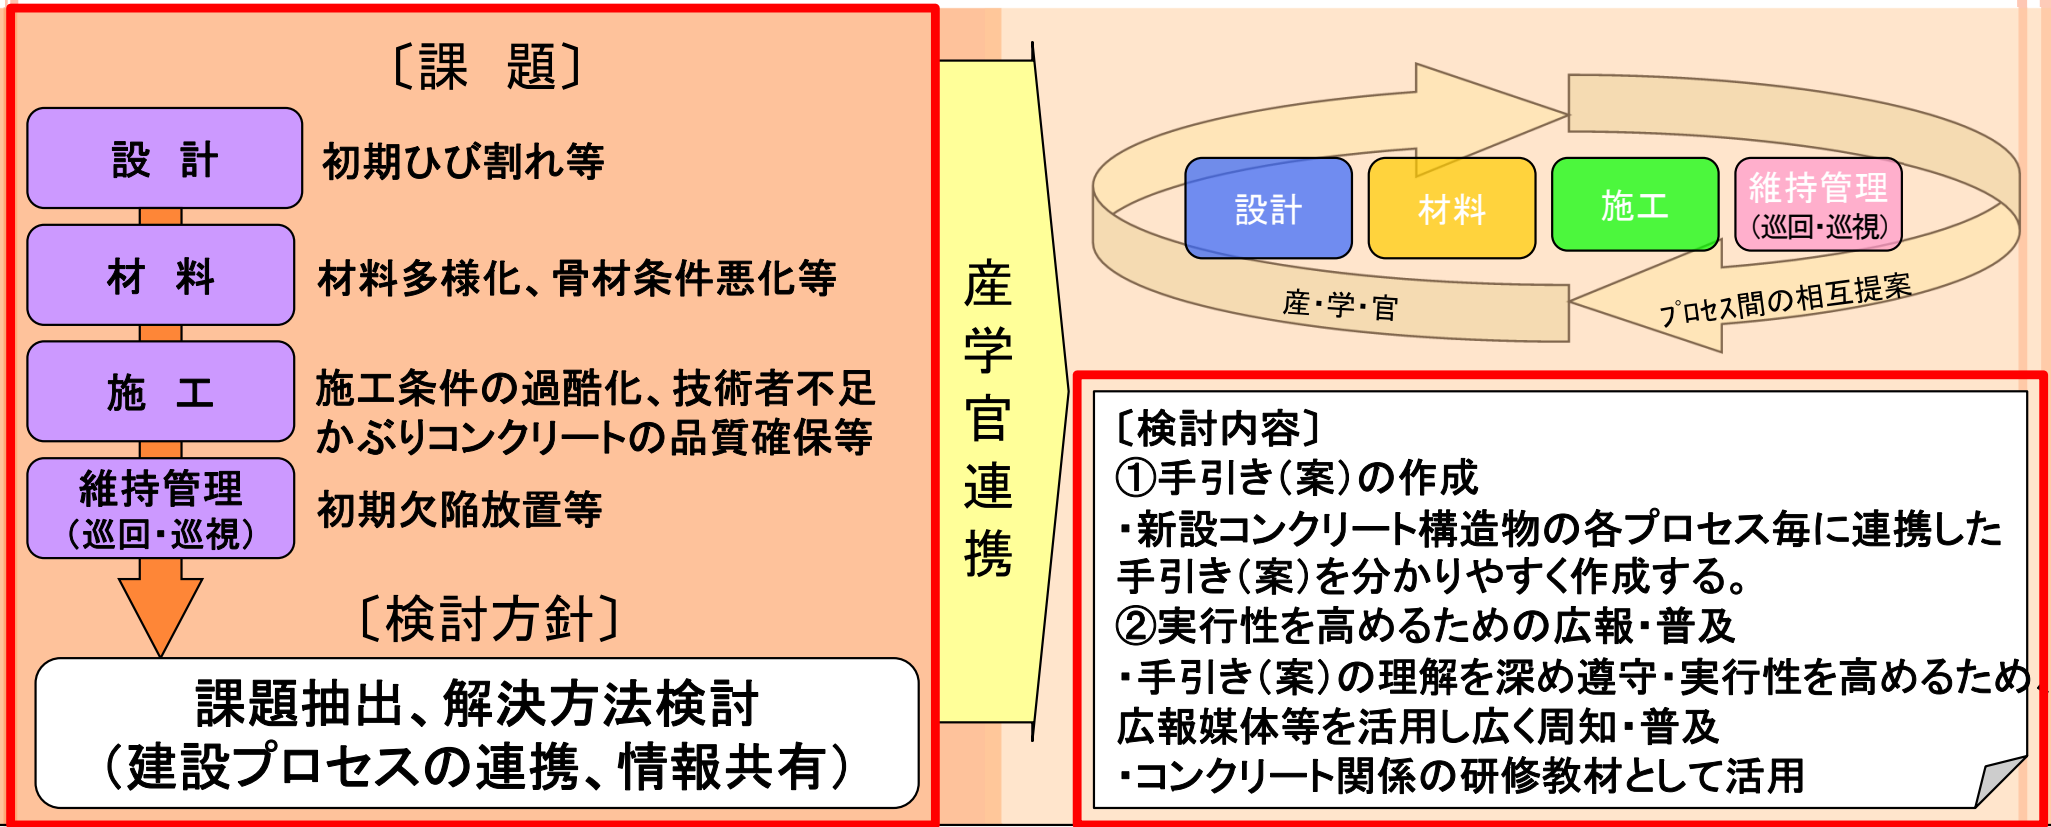 〔課　題〕
設　計
初期ひび割れ等
材　料
材料多様化、骨材条件悪化等
施　工
施工条件の過酷化、技術者不足
かぶりコンクリートの品質確保等
維持管理
（巡回・巡視）
初期欠陥放置等
〔検討方針〕
課題抽出、解決方法検討
（建設プロセスの連携、情報共有）
産学官連携
設計
材料
施工
維持管理
（巡回・巡視）
産・学・官
プロセス間の相互提案
〔検討内容〕
①手引き（案）の作成
・新設コンクリート構造物の各プロセス毎に連携した
手引き（案）を分かりやすく作成する。
②実行性を高めるための広報・普及
・手引き（案）の理解を深め遵守・実行性を高めるため、
広報媒体等を活用し広く周知・普及
・コンクリート関係の研修教材として活用